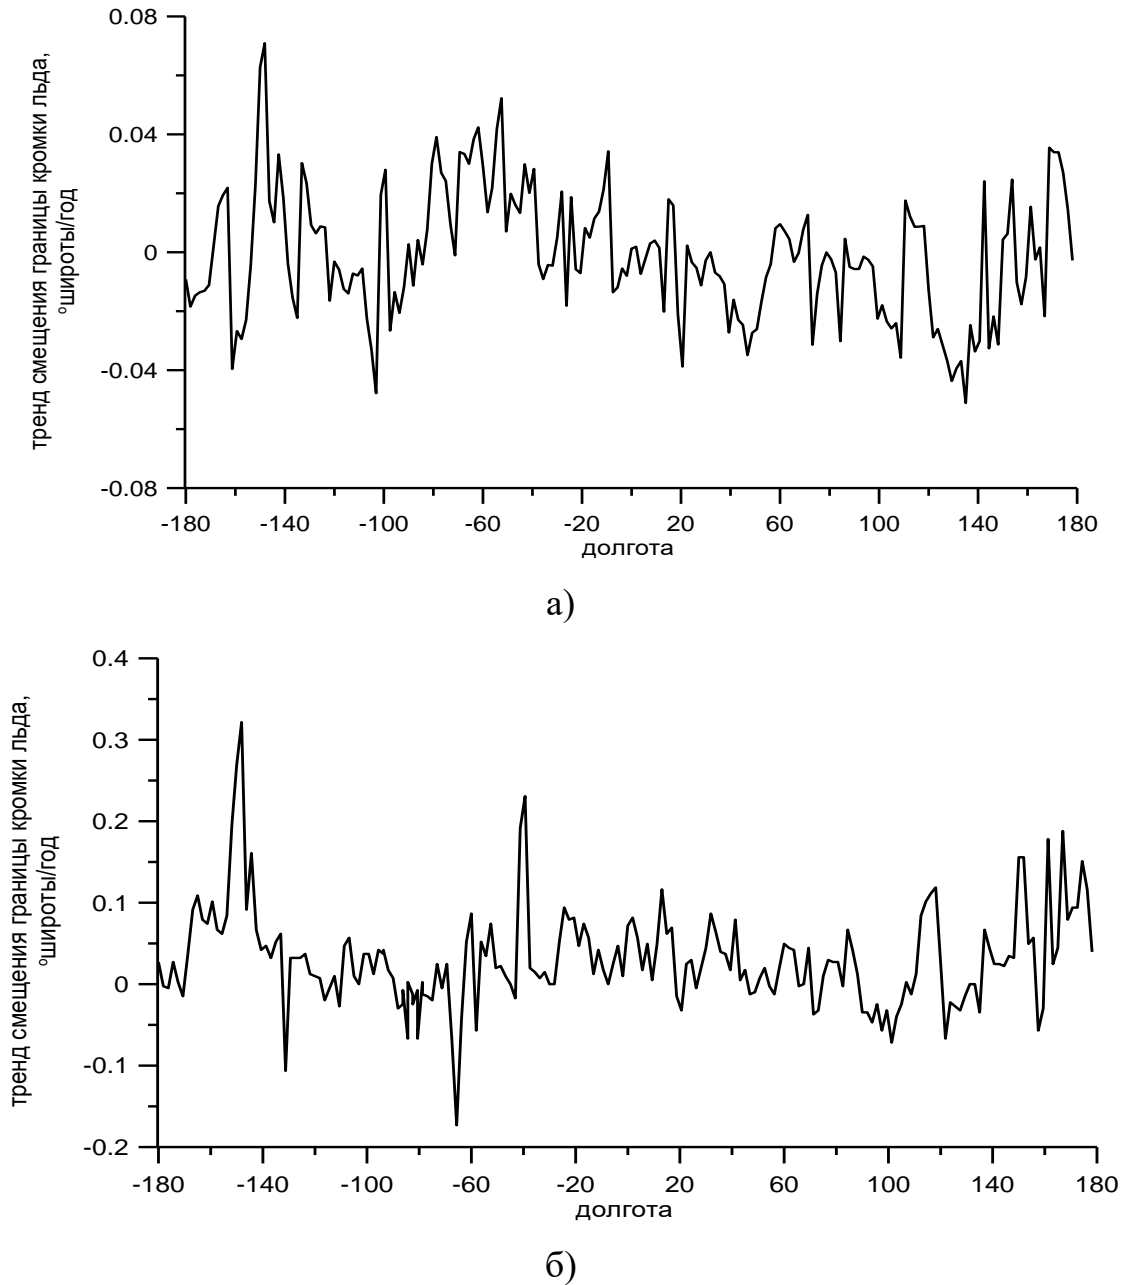 тренд смещения границы кромки льда,
ºшироты/год
0.08
0.04
0
-0.04
-0.08
-180 -140 -100 -60 -20 20 60 100 140 180
долгота
а)
тренд смещения границы кромки льда,
ºшироты/год
0.4
0.3
0.2
0.1
0
-0.1
-0.2
-180 -140 -100 -60 -20 20 60 100 140 180
долгота
б)